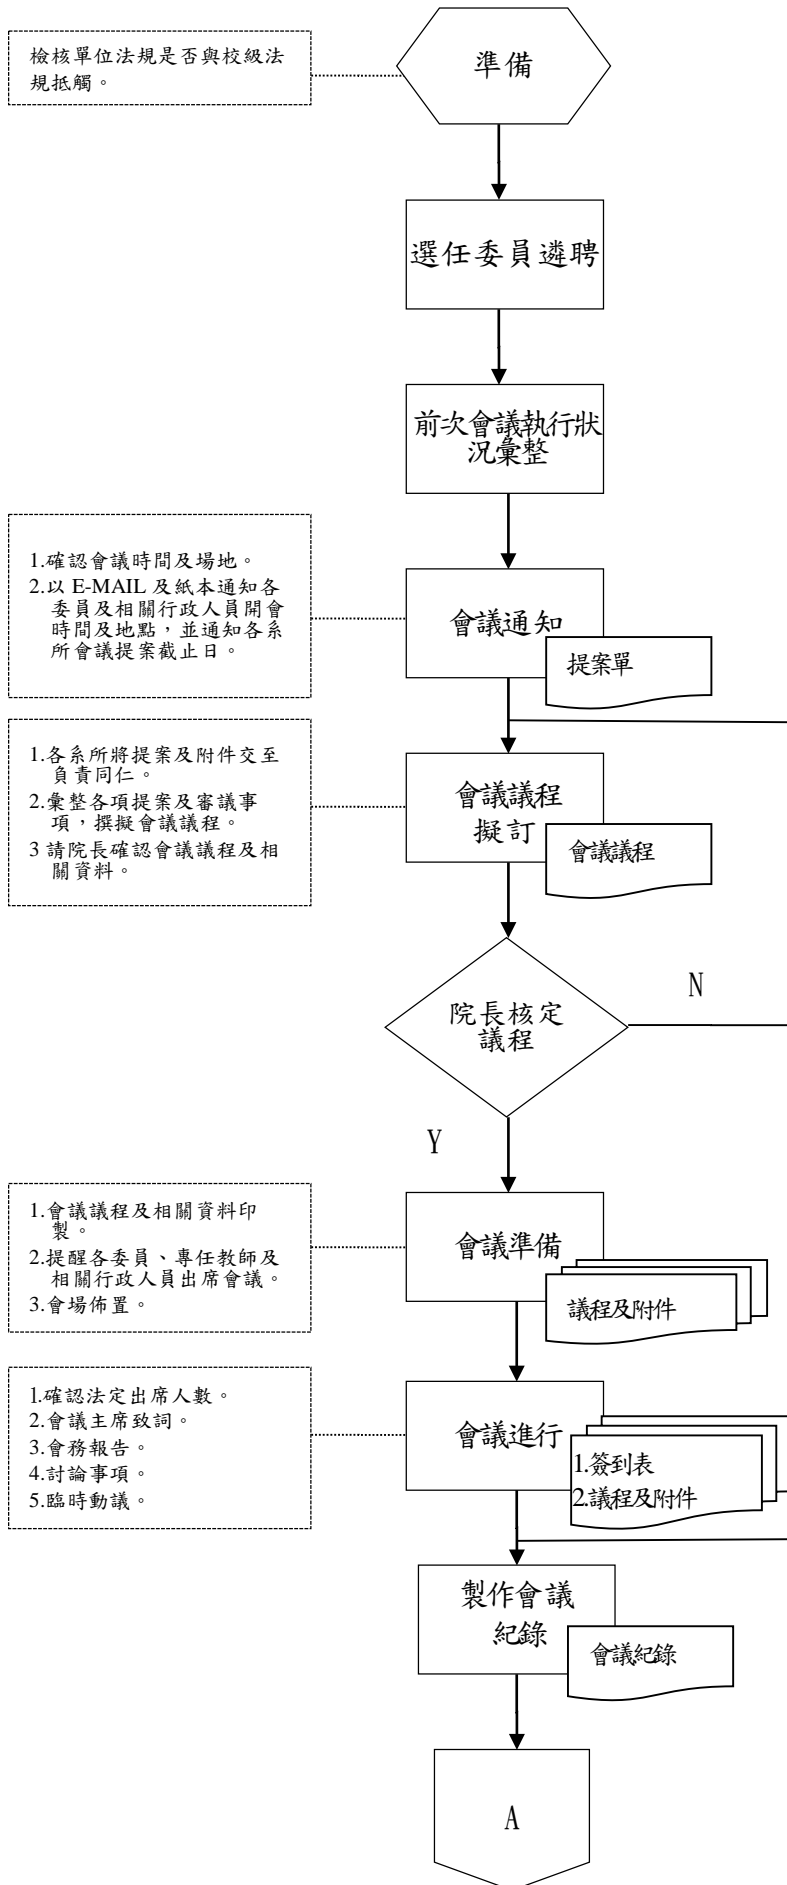 檢核單位法規是否與校級法
規抵觸。
準備
選任委員遴聘
前次會議執行狀
況彙整
1.確認會議時間及場地。
2.以 E-MAIL 及紙本通知各
委員及相關行政人員開會
時間及地點，並通知各系
所會議提案截止日。
會議通知
提案單
1.各系所將提案及附件交至
負責同仁。
2.彙整各項提案及審議事
項，撰擬會議議程。
3 請院長確認會議議程及相
關資料。
會議議程
擬訂
會議議程
院長核定
議程
N
Y
1.會議議程及相關資料印
製。
2.提醒各委員、專任教師及
相關行政人員出席會議。
3.會場佈置。
會議準備
議程及附件
1.確認法定出席人數。
2.會議主席致詞。
3.會務報告。
4.討論事項。
5.臨時動議。
會議進行
1.簽到表
2.議程及附件
製作會議
紀錄
會議紀錄
A